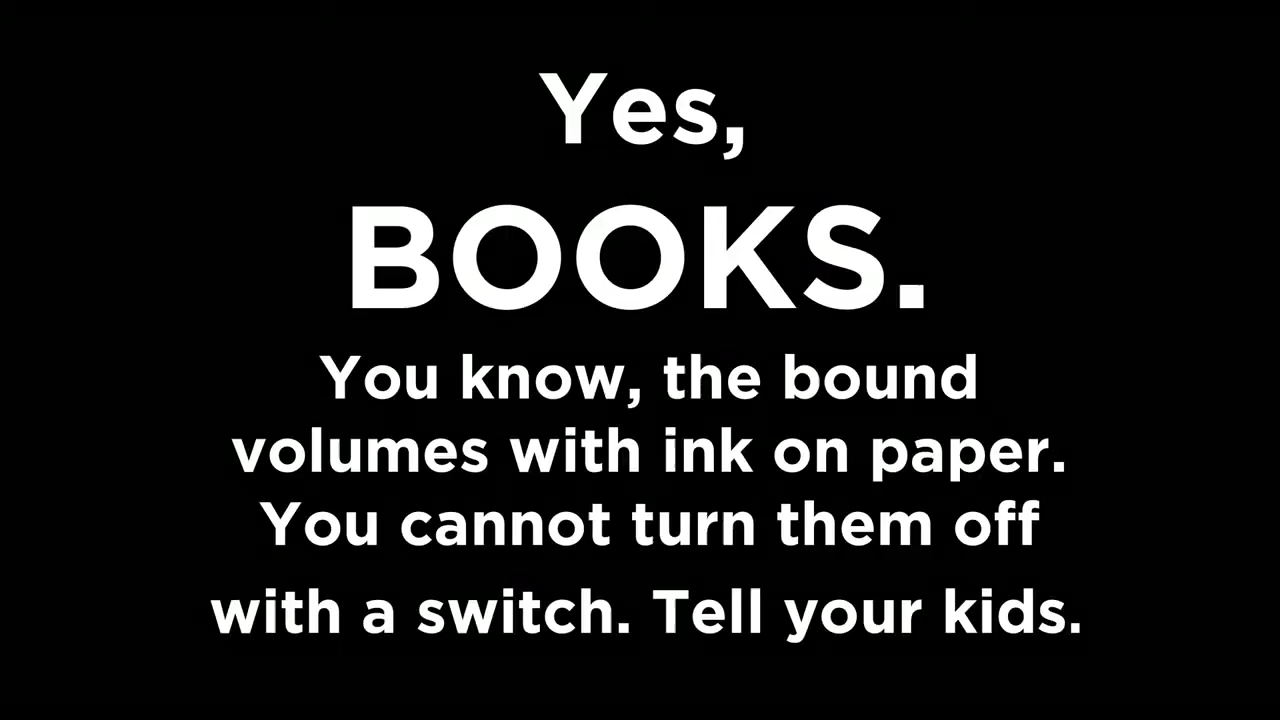 Yes,
BOOKS.
You know, the bound
volumes with ink on paper.
You cannot turn them off
with a switch. Tell your kids.